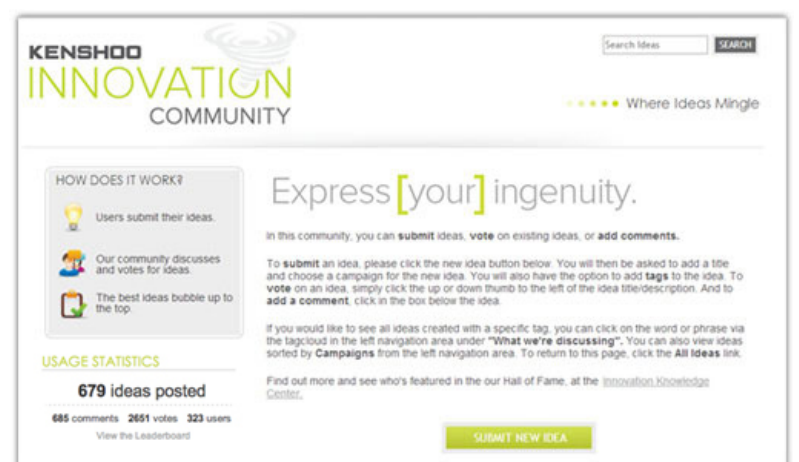 KENSHOO
INNOVATION
COMMUNITY
Search Ideas
SEARCH
Where Ideas Mingle
HOW DOES IT WORK?
Users submit their ideas.
Our community discusses
and votes for ideas.
The best ideas bubble up to
the top.
USAGE STATISTICS
679 ideas posted
685 comments 2651 votes 323 users
View the Leaderboard
Express [your] ingenuity.
In this community, you can submit ideas, vote on existing ideas, or add comments.
To submit an idea, please click the new idea button below. You will then be asked to add a title
and choose a campaign for the new idea. You will also have the option to add tags to the idea. To
vote on an idea, simply click the up or down thumb to the left of the idea title/description. And to
add a comment, click in the box below the idea.
If you would like to see all ideas created with a specific tag, you can click on the word or phrase via
the tagcloud in the left navigation area under "What we're discussing". You can also view ideas
sorted by Campaigns from the left navigation area. To return to this page, click the All Ideas link.
Find out more and see who's featured in the our Hall of Fame, at the Innovation Knowledge
Center.
SUBMIT NEW IDEA